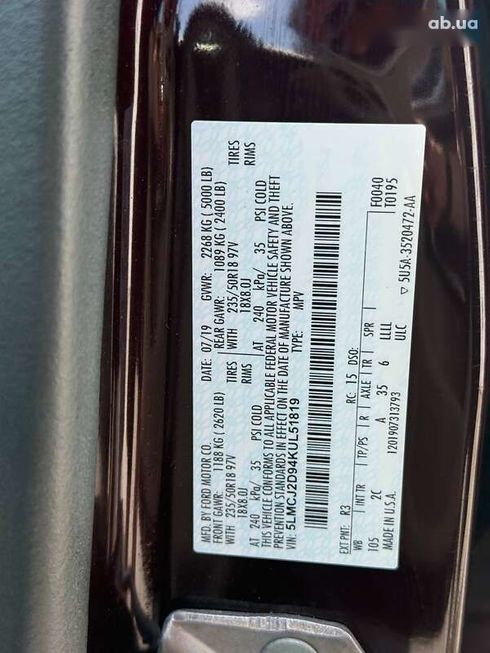 ab.ua
MFD. BY FORD MOTOR CO. DATE: 07/19 GVWR: 2268 KG ( 5000 LB)
FRONT GAWR: 1188 KG ( 2620 LB) REAR GAWR: 1089 KG ( 2400 LB)
WITH 235/50R18 97V TIRES WITH 235/50R18 97V TIRES
18X8.0J RIMS 18X8.0J RIMS
AT 240 kPa/ 35 PSI COLD AT 240 kPa/ 35 PSI COLD
THIS VEHICLE CONFORMS TO ALL APPLICABLE FEDERAL MOTOR VEHICLE SAFETY AND THEFT
PREVENTION STANDARDS IN EFFECT ON THE DATE OF MANUFACTURE SHOWN ABOVE.
VIN: 5LMCJ2D94KUL51819 TYPE: MPV
F0040
T0195
EXT PNT: R3 RC: 15 DSO:
WB INT TR TP/PS R AXLE TR SPR
105 2C A 35 6 LLLL
MADE IN U.S.A. 1201907313793 ULC
▽ 5U5A-3520472-AA